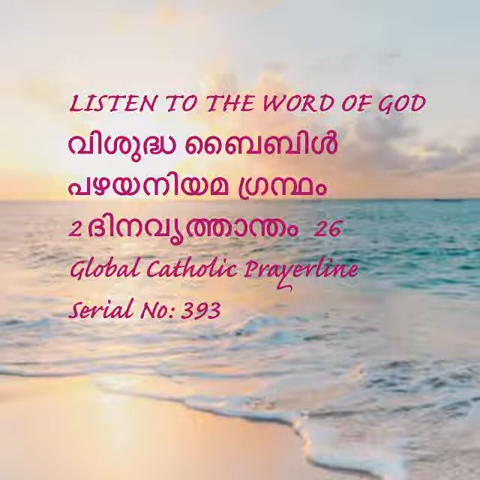 LISTEN TO THE WORD OF GOD
വിശുദ്ധ ബൈബിൾ
പഴയനിയമ ഗ്രന്ഥം
2 ദിനവൃത്താന്തം 26
Global Catholic Prayerline
Serial No: 393